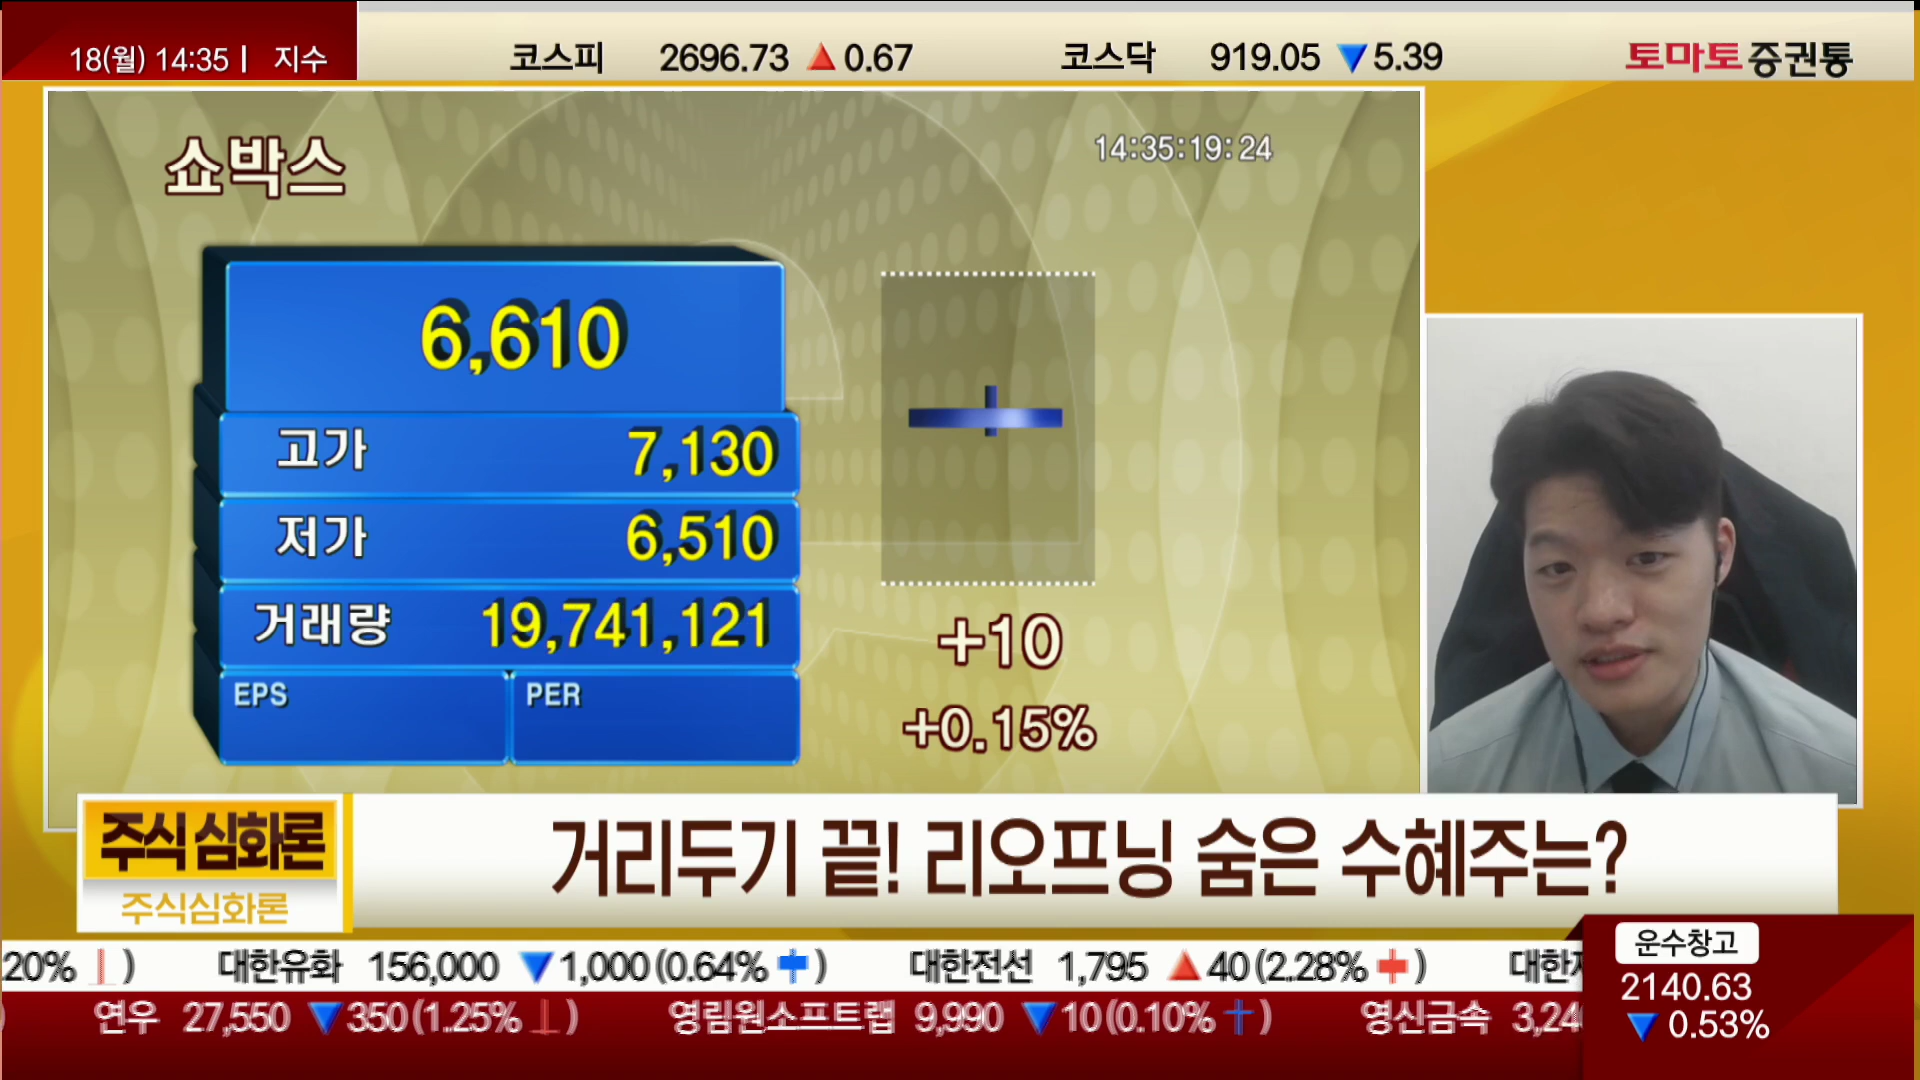 18(월) 14:35 | 지수 코스피 2696.73 ▲ 0.67 코스닥 919.05 ▼ 5.39 토마토증권통
쇼박스
14:35:19:24
6,610
고가 7,130
저가 6,510
거래량 19,741,121
EPS PER
+10
+0.15%
주식심화론
주식심화론
거리두기 끝! 리오프닝 숨은 수혜주는?
20% ) 대한유화 156,000 ▼ 1,000 (0.64% ) 대한전선 1,795 ▲ 40 (2.28% )
연우 27,550 ▼ 350 (1.25% ) 영림원소프트랩 9,990 ▼ 10 (0.10% ) 영신금속
운수창고
2140.63
▼ 0.53%